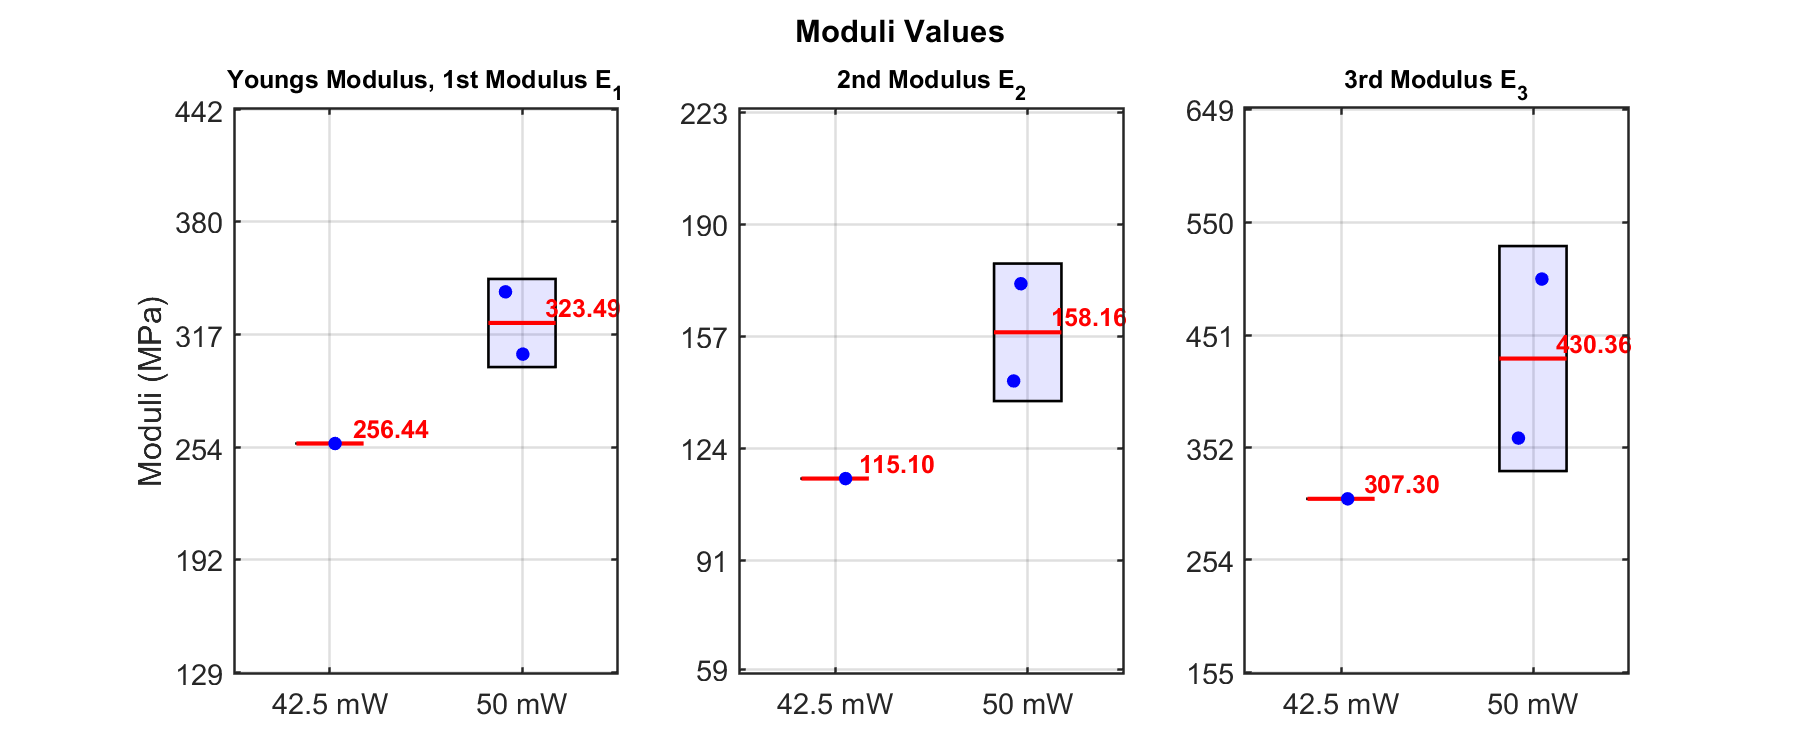 Moduli Values
Youngs Modulus, 1st Modulus E1
442
380
317
254
192
129
Moduli (MPa)
256.44
323.49
42.5 mW
50 mW
2nd Modulus E2
223
190
157
124
91
59
115.10
158.16
42.5 mW
50 mW
3rd Modulus E3
649
550
451
352
254
155
307.30
430.36
42.5 mW
50 mW